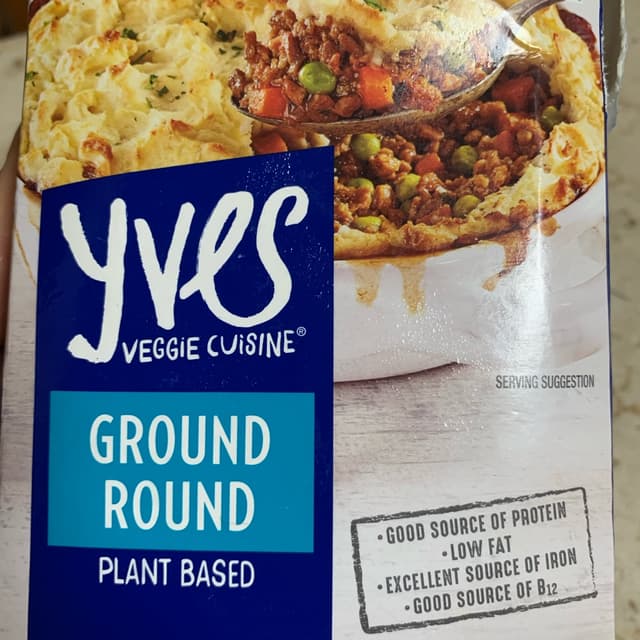 yves
VEGGiE CUiSiNE®
GROUND
ROUND
PLANT BASED
SERVING SUGGESTION
•GOOD SOURCE OF PROTEIN
•LOW FAT
•EXCELLENT SOURCE OF IRON
•GOOD SOURCE OF B12